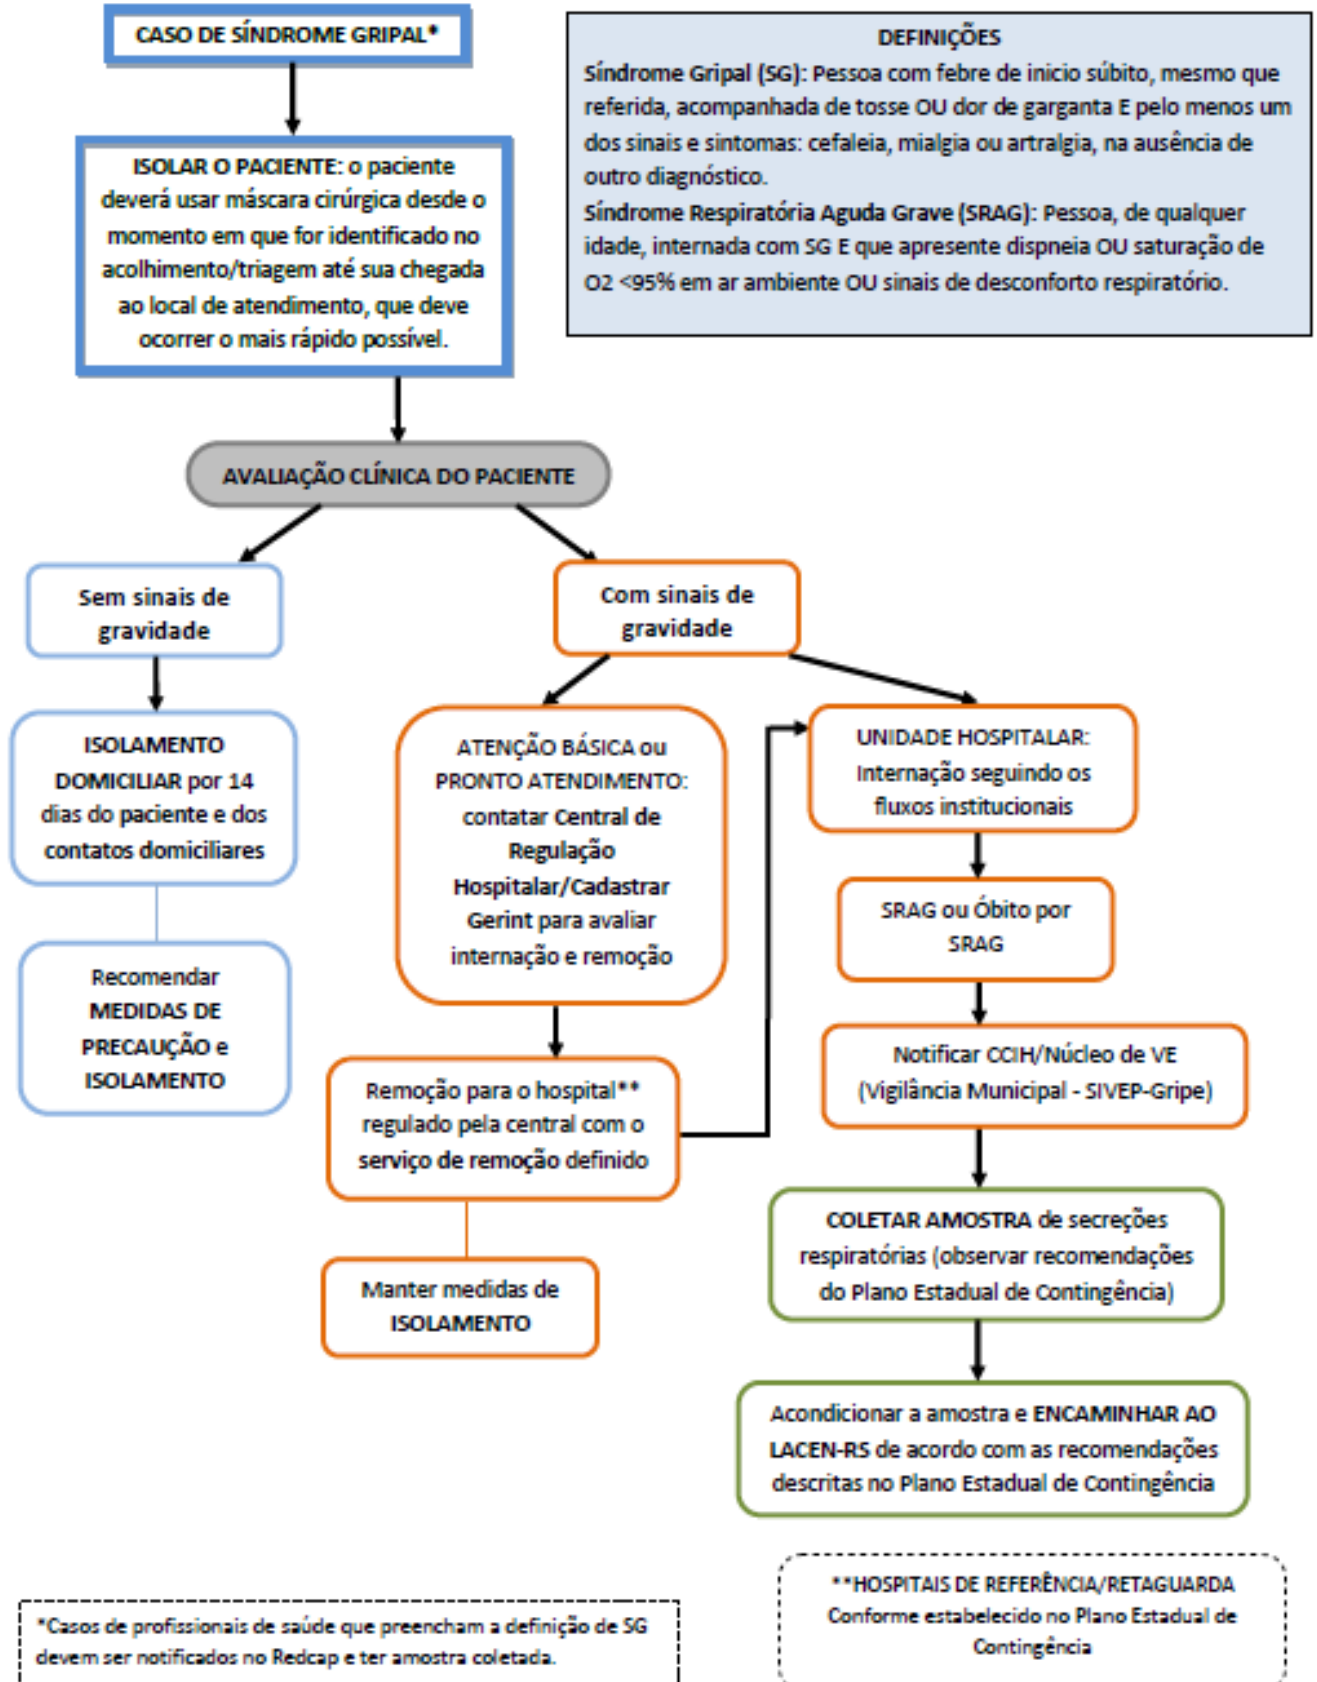 CASO DE SÍNDROME GRIPAL*
DEFINIÇÕES
Síndrome Gripal (SG): Pessoa com febre de inicio súbito, mesmo que
referida, acompanhada de tosse OU dor de garganta E pelo menos um
dos sinais e sintomas: cefaleia, mialgia ou artralgia, na ausência de
outro diagnóstico.
Síndrome Respiratória Aguda Grave (SRAG): Pessoa, de qualquer
idade, internada com SG E que apresente dispneia OU saturação de
O2 <95% em ar ambiente OU sinais de desconforto respiratório.
ISOLAR O PACIENTE: o paciente
deverá usar máscara cirúrgica desde o
momento em que for identificado no
acolhimento/triagem até sua chegada
ao local de atendimento, que deve
ocorrer o mais rápido possível.
AVALIAÇÃO CLÍNICA DO PACIENTE
Sem sinais de
gravidade
Com sinais de
gravidade
ISOLAMENTO
DOMICILIAR por 14
dias do paciente e dos
contatos domiciliares
Recomendar
MEDIDAS DE
PRECAUÇÃO e
ISOLAMENTO
ATENÇÃO BÁSICA ou
PRONTO ATENDIMENTO:
contatar Central de
Regulação
Hospitalar/Cadastrar
Gerint para avaliar
internação e remoção
Remoção para o hospital**
regulado pela central com o
serviço de remoção definido
Manter medidas de
ISOLAMENTO
UNIDADE HOSPITALAR:
Internação seguindo os
fluxos institucionais
SRAG ou Óbito por
SRAG
Notificar CCIH/Núcleo de VE
(Vigilância Municipal - SIVEP-Gripe)
COLETAR AMOSTRA de secreções
respiratórias (observar recomendações
do Plano Estadual de Contingência)
Acondicionar a amostra e ENCAMINHAR AO
LACEN-RS de acordo com as recomendações
descritas no Plano Estadual de Contingência
*Casos de profissionais de saúde que preencham a definição de SG
devem ser notificados no Redcap e ter amostra coletada.
**HOSPITAIS DE REFERÊNCIA/RETAGUARDA
Conforme estabelecido no Plano Estadual de
Contingência